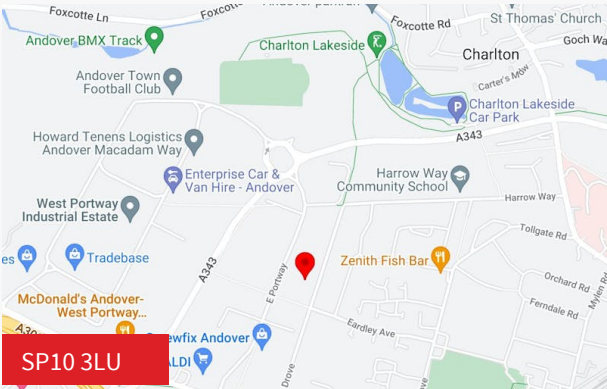 Foxcotte Ln
Foxcotte Rd
St Thomas' Church
Andover BMX Track
Charlton Lakeside
Goch Way
Charlton
Andover Town
Football Club
Carter's Mdw
Charlton Lakeside
Car Park
A343
Howard Tenens Logistics
Andover Macadam Way
Enterprise Car &
Van Hire - Andover
Harrow Way
Community School
Harrow Way
West Portway
Industrial Estate
Tollgate Rd
Tradebase
A343
E Portway
Zenith Fish Bar
Orchard Rd
Mylen Rd
McDonald's Andover-
West Portway...
Ferndale Rd
Eardley Ave
Andover
Drove
SP10 3LU